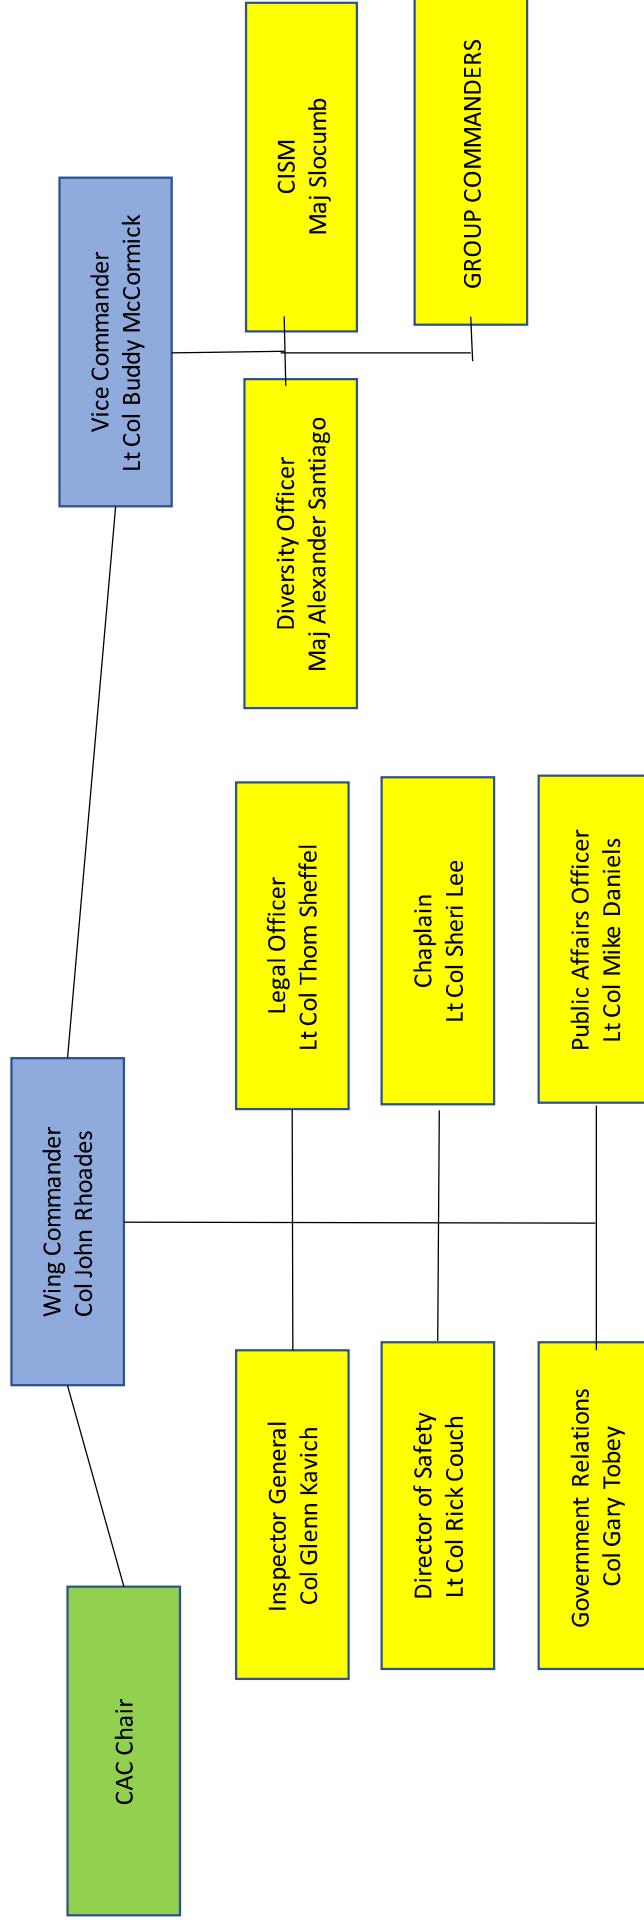 Wing Commander
Col John Rhoades
CAC Chair
Vice Commander
Lt Col Buddy McCormick
Inspector General
Col Glenn Kavich
Legal Officer
Lt Col Thom Sheffel
Diversity Officer
Maj Alexander Santiago
CISM
Maj Slocumb
Director of Safety
Lt Col Rick Couch
Chaplain
Lt Col Sheri Lee
GROUP COMMANDERS
Government Relations
Col Gary Tobey
Public Affairs Officer
Lt Col Mike Daniels